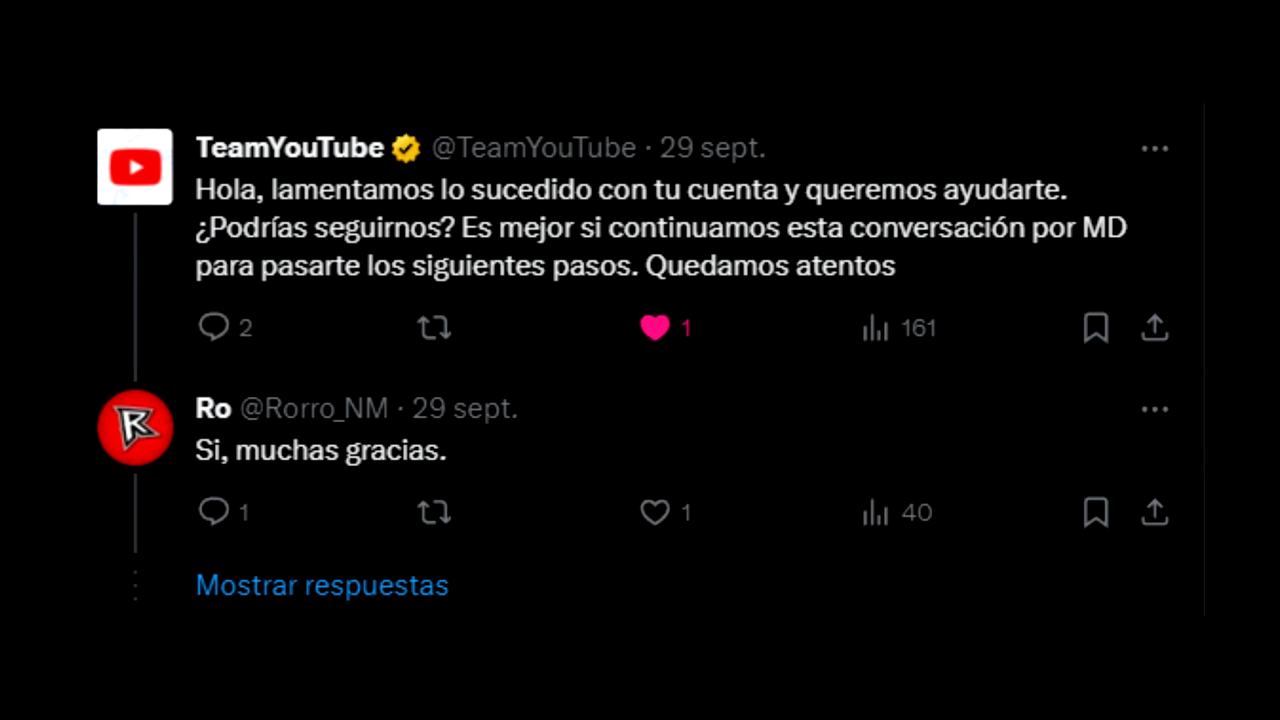 TeamYouTube @TeamYouTube · 29 sept.
Hola, lamentamos lo sucedido con tu cuenta y queremos ayudarte.
¿Podrías seguirnos? Es mejor si continuamos esta conversación por MD
para pasarte los siguientes pasos. Quedamos atentos
2 1 161
Ro @Rorro_NM · 29 sept.
Si, muchas gracias.
1 1 40
Mostrar respuestas